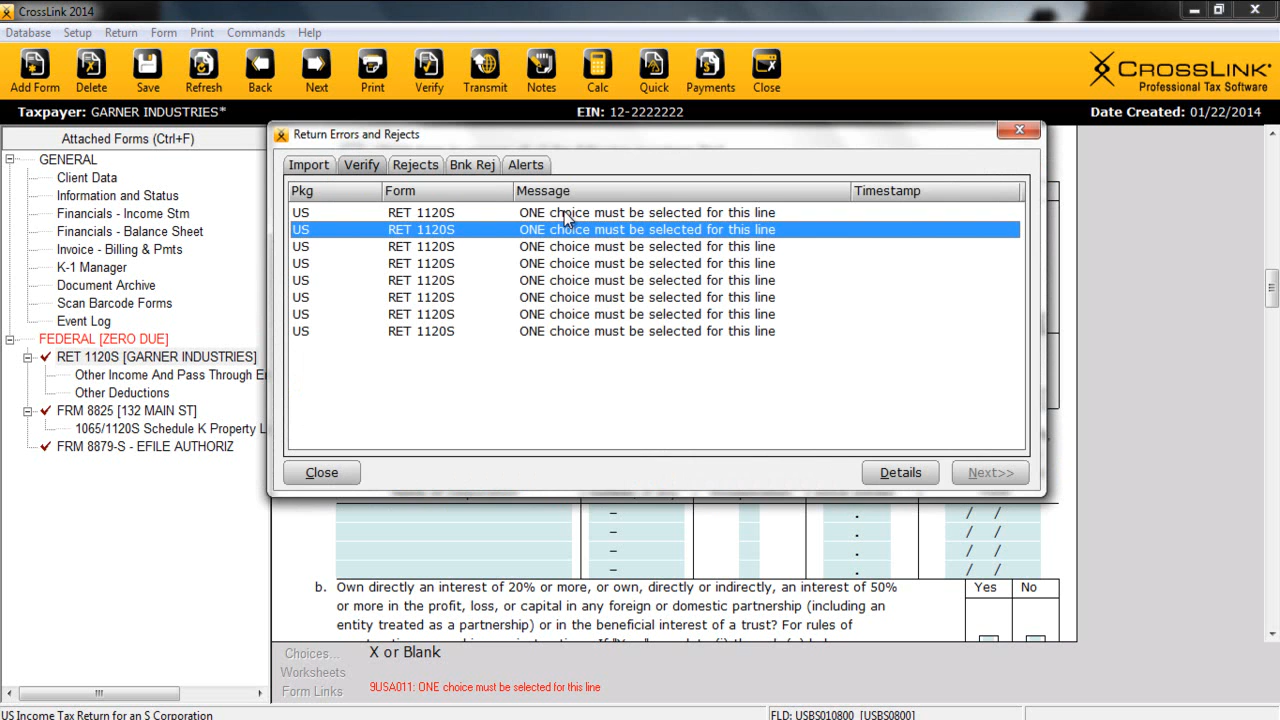 CrossLink 2014
Database Setup Return Form Print Commands Help
Add Form Delete Save Refresh Back Next Print Verify Transmit Notes Calc Quick Payments Close
CROSSLINK
Professional Tax Software
Taxpayer: GARNER INDUSTRIES* EIN: 12-2222222 Date Created: 01/22/2014
Attached Forms (Ctrl+F)
GENERAL
Client Data
Information and Status
Financials - Income Stm
Financials - Balance Sheet
Invoice - Billing & Pmts
K-1 Manager
Document Archive
Scan Barcode Forms
Event Log
FEDERAL [ZERO DUE]
RET 1120S [GARNER INDUSTRIES]
Other Income And Pass Through E
Other Deductions
FRM 8825 [132 MAIN ST]
1065/1120S Schedule K Property L
FRM 8879-S - EFILE AUTHORIZ
Return Errors and Rejects
Import Verify Rejects Bnk Rej Alerts
Pkg Form Message Timestamp
US RET 1120S ONE choice must be selected for this line
US RET 1120S ONE choice must be selected for this line
US RET 1120S ONE choice must be selected for this line
US RET 1120S ONE choice must be selected for this line
US RET 1120S ONE choice must be selected for this line
US RET 1120S ONE choice must be selected for this line
US RET 1120S ONE choice must be selected for this line
US RET 1120S ONE choice must be selected for this line
Close Details Next>>
– . / /
– . / /
– . / /
– . / /
b. Own directly an interest of 20% or more, or own, directly or indirectly, an interest of 50% Yes No
or more in the profit, loss, or capital in any foreign or domestic partnership (including an
entity treated as a partnership) or in the beneficial interest of a trust? For rules of
Choices... X or Blank
Worksheets
Form Links 9USA011: ONE choice must be selected for this line
US Income Tax Return for an S Corporation FLD: USBS010800 [USBS0800]